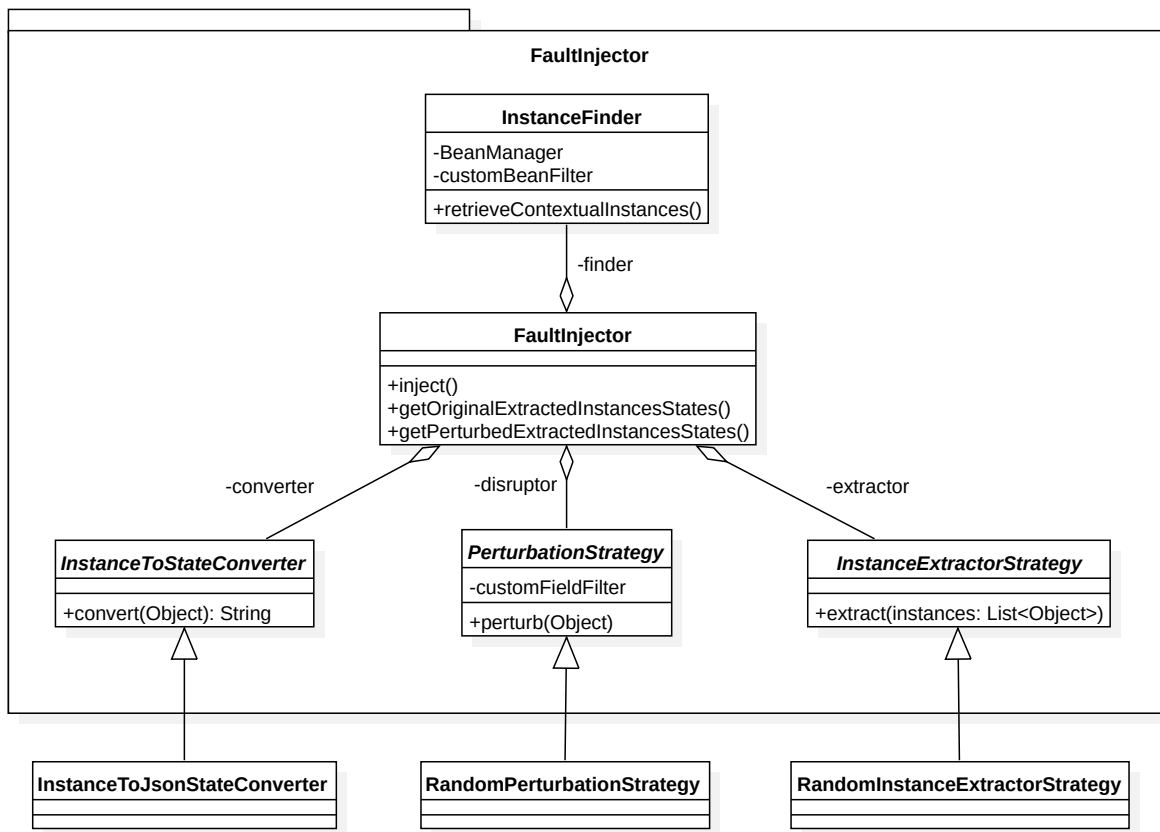 FaultInjector
InstanceFinder
-BeanManager
-customBeanFilter
+retrieveContextualInstances()
-finder
FaultInjector
+inject()
+getOriginalExtractedInstancesStates()
+getPerturbedExtractedInstancesStates()
-converter
-disruptor
-extractor
InstanceToStateConverter
+convert(Object): String
PerturbationStrategy
-customFieldFilter
+perturb(Object)
InstanceExtractorStrategy
+extract(instances: List<Object>)
InstanceToJsonStateConverter
RandomPerturbationStrategy
RandomInstanceExtractorStrategy